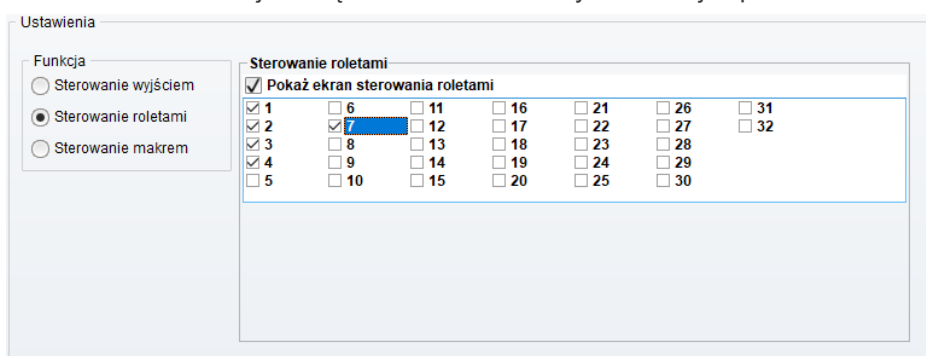 Ustawienia
Funkcja
Sterowanie wyjściem
Sterowanie roletami
Sterowanie makrem
Sterowanie roletami
Pokaż ekran sterowania roletami
1 6 11 16 21 26 31
2 7 12 17 22 27 32
3 8 13 18 23 28
4 9 14 19 24 29
5 10 15 20 25 30